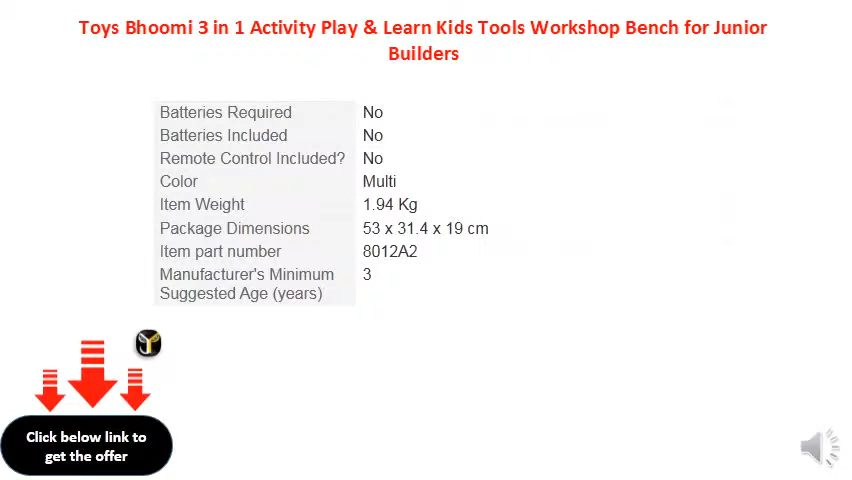 Toys Bhoomi 3 in 1 Activity Play & Learn Kids Tools Workshop Bench for Junior
Builders
Batteries Required No
Batteries Included No
Remote Control Included? No
Color Multi
Item Weight 1.94 Kg
Package Dimensions 53 x 31.4 x 19 cm
Item part number 8012A2
Manufacturer's Minimum 3
Suggested Age (years)
Click below link to
get the offer